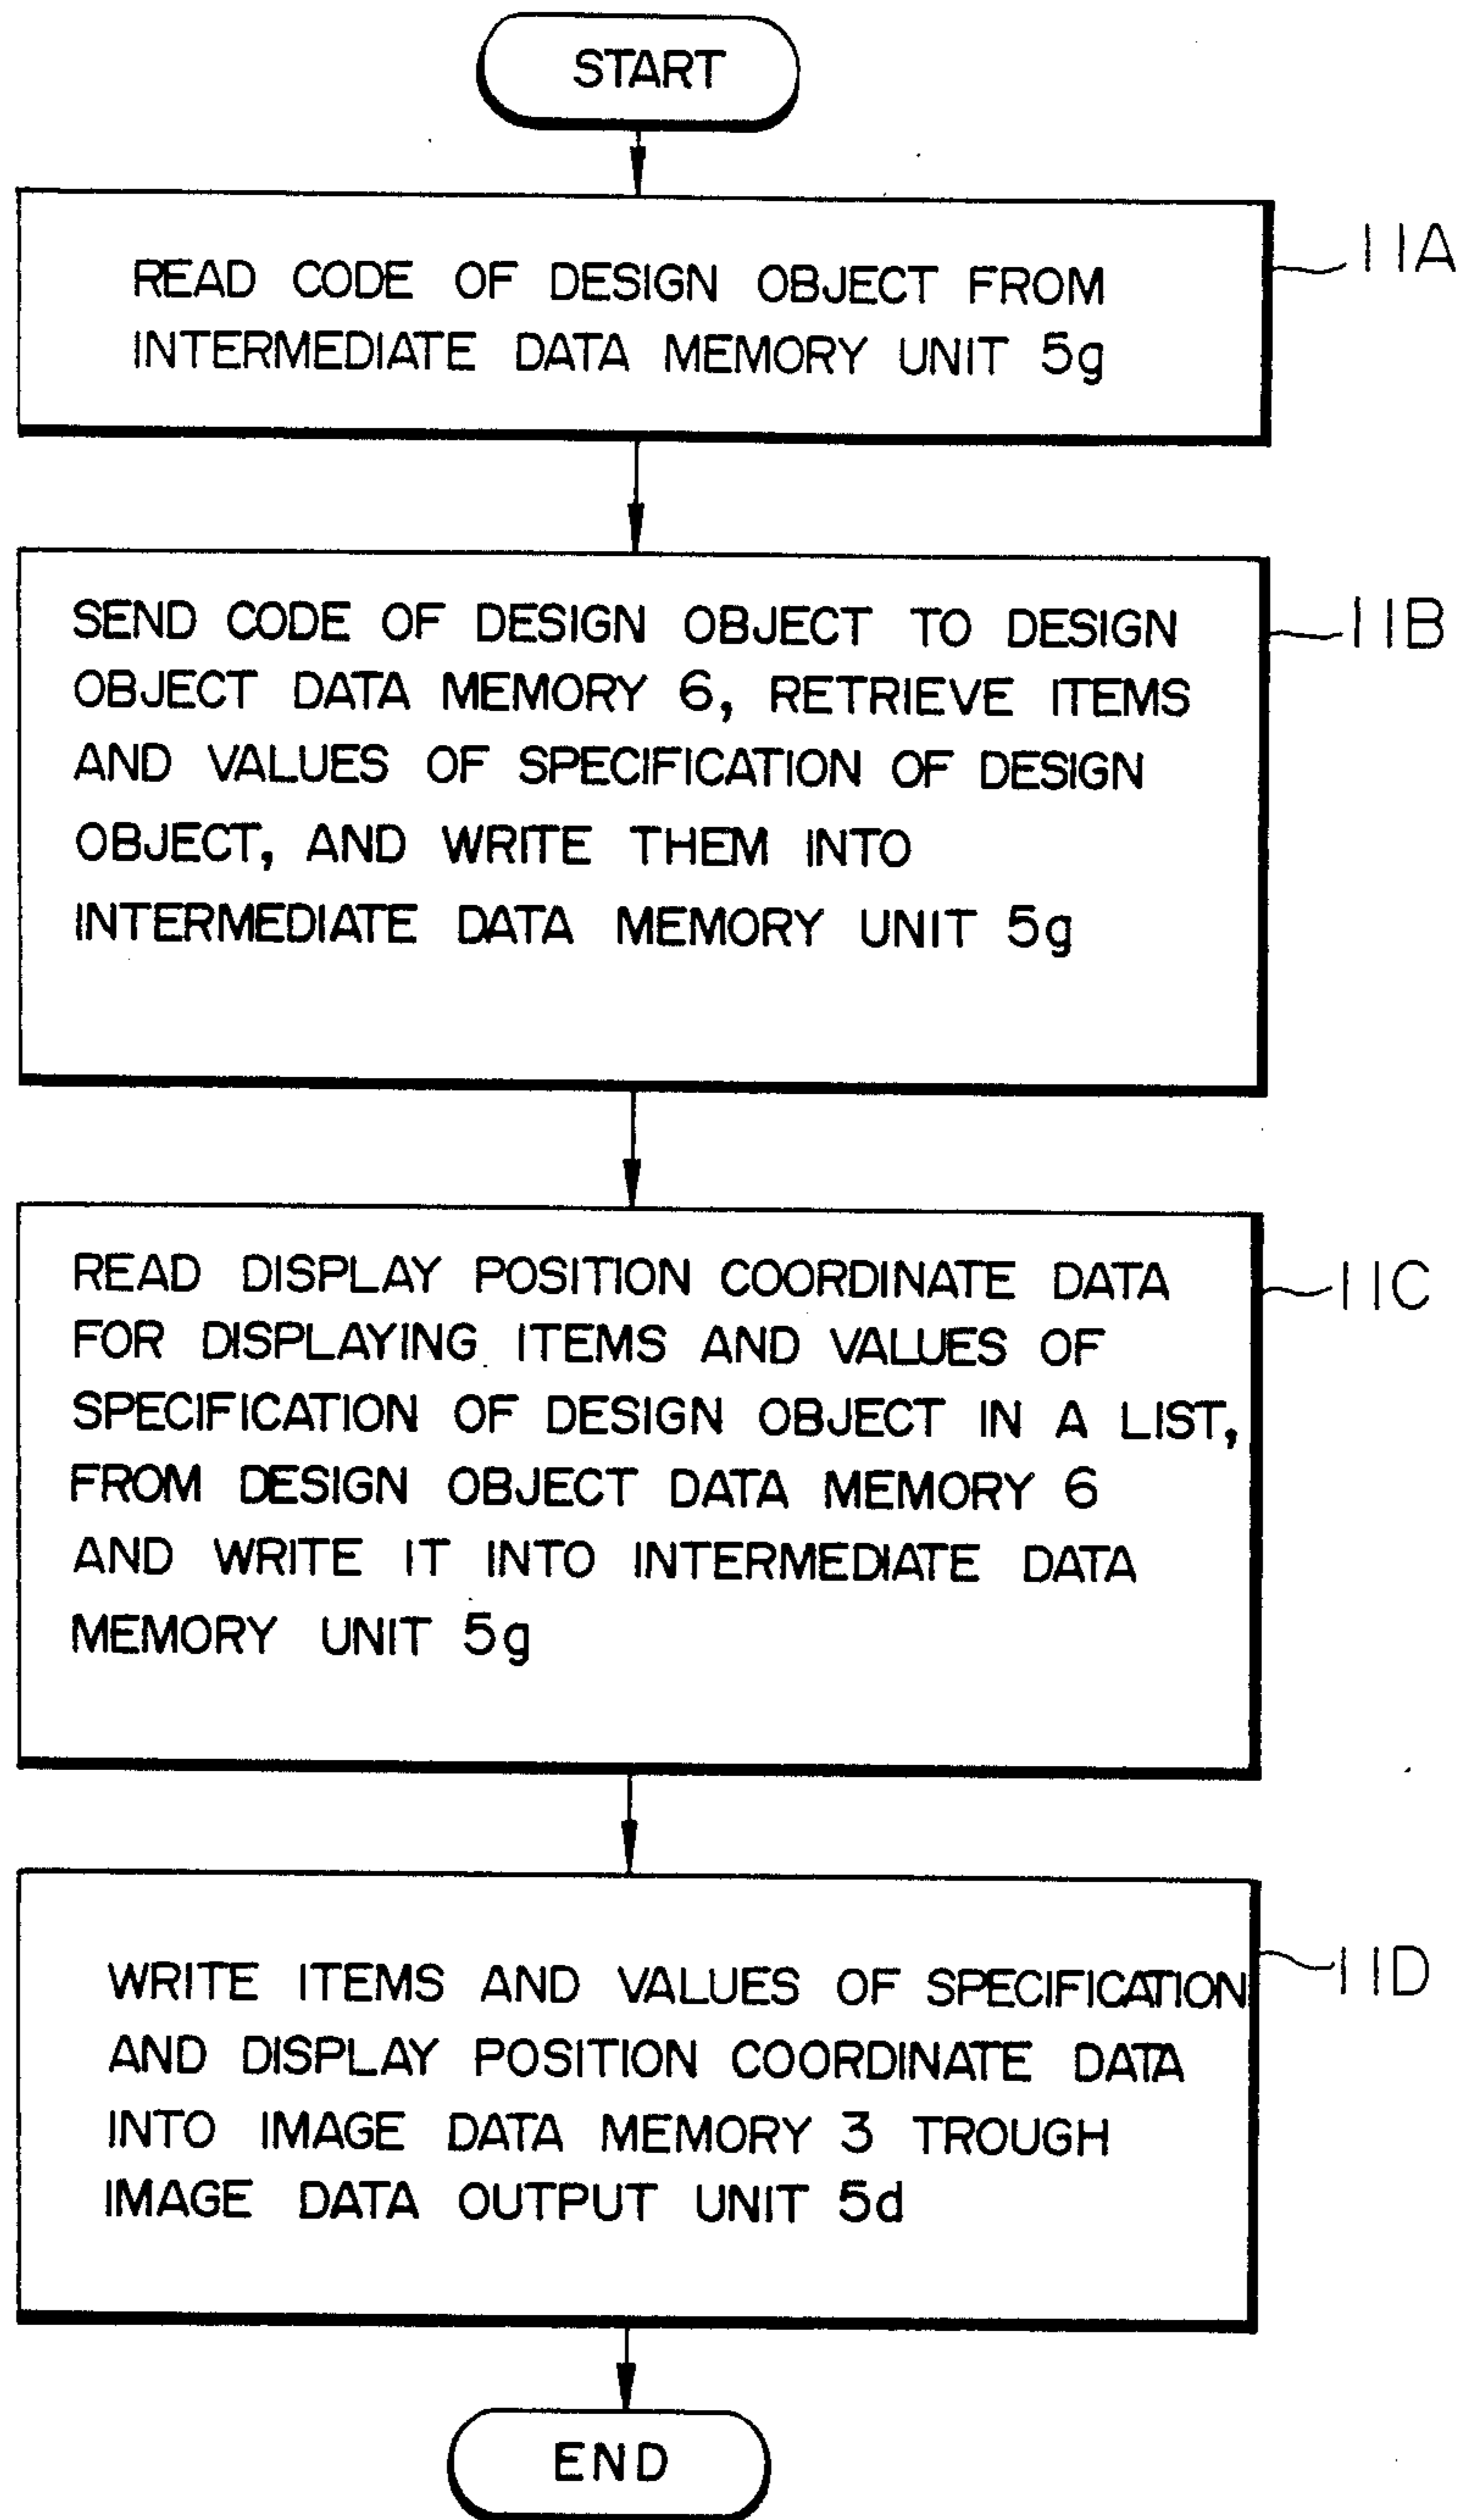 START
READ CODE OF DESIGN OBJECT FROM
INTERMEDIATE DATA MEMORY UNIT 5g
11A
SEND CODE OF DESIGN OBJECT TO DESIGN
OBJECT DATA MEMORY 6, RETRIEVE ITEMS
AND VALUES OF SPECIFICATION OF DESIGN
OBJECT, AND WRITE THEM INTO
INTERMEDIATE DATA MEMORY UNIT 5g
11B
READ DISPLAY POSITION COORDINATE DATA
FOR DISPLAYING ITEMS AND VALUES OF
SPECIFICATION OF DESIGN OBJECT IN A LIST,
FROM DESIGN OBJECT DATA MEMORY 6
AND WRITE IT INTO INTERMEDIATE DATA
MEMORY UNIT 5g
11C
WRITE ITEMS AND VALUES OF SPECIFICATION
AND DISPLAY POSITION COORDINATE DATA
INTO IMAGE DATA MEMORY 3 TROUGH
IMAGE DATA OUTPUT UNIT 5d
11D
END